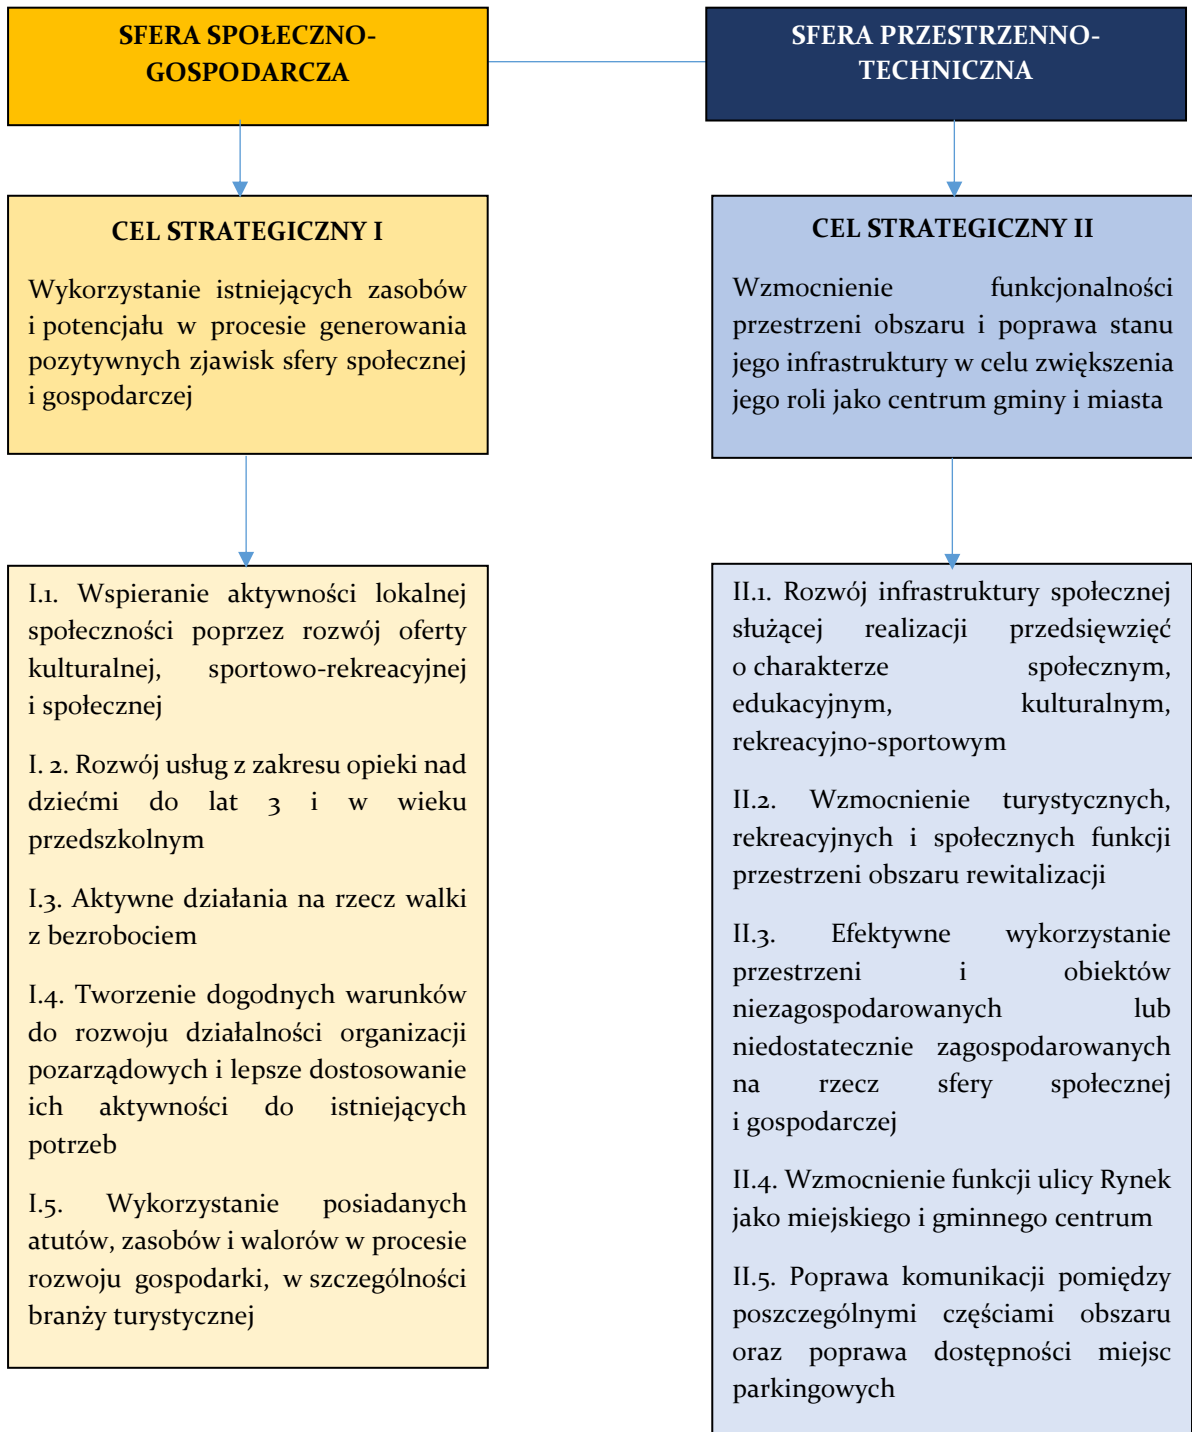 SFERA SPOŁECZNO-
GOSPODARCZA
CEL STRATEGICZNY I
Wykorzystanie istniejących zasobów
i potencjału w procesie generowania
pozytywnych zjawisk sfery społecznej
i gospodarczej
I.1. Wspieranie aktywności lokalnej
społeczności poprzez rozwój oferty
kulturalnej, sportowo-rekreacyjnej
i społecznej
I. 2. Rozwój usług z zakresu opieki nad
dziećmi do lat 3 i w wieku
przedszkolnym
I.3. Aktywne działania na rzecz walki
z bezrobociem
I.4. Tworzenie dogodnych warunków
do rozwoju działalności organizacji
pozarządowych i lepsze dostosowanie
ich aktywności do istniejących
potrzeb
I.5. Wykorzystanie posiadanych
atutów, zasobów i walorów w procesie
rozwoju gospodarki, w szczególności
branży turystycznej
SFERA PRZESTRZENNO-
TECHNICZNA
CEL STRATEGICZNY II
Wzmocnienie funkcjonalności
przestrzeni obszaru i poprawa stanu
jego infrastruktury w celu zwiększenia
jego roli jako centrum gminy i miasta
II.1. Rozwój infrastruktury społecznej
służącej realizacji przedsięwzięć
o charakterze społecznym,
edukacyjnym, kulturalnym,
rekreacyjno-sportowym
II.2. Wzmocnienie turystycznych,
rekreacyjnych i społecznych funkcji
przestrzeni obszaru rewitalizacji
II.3. Efektywne wykorzystanie
przestrzeni i obiektów
niezagospodarowanych lub
niedostatecznie zagospodarowanych
na rzecz sfery społecznej
i gospodarczej
II.4. Wzmocnienie funkcji ulicy Rynek
jako miejskiego i gminnego centrum
II.5. Poprawa komunikacji pomiędzy
poszczególnymi częściami obszaru
oraz poprawa dostępności miejsc
parkingowych